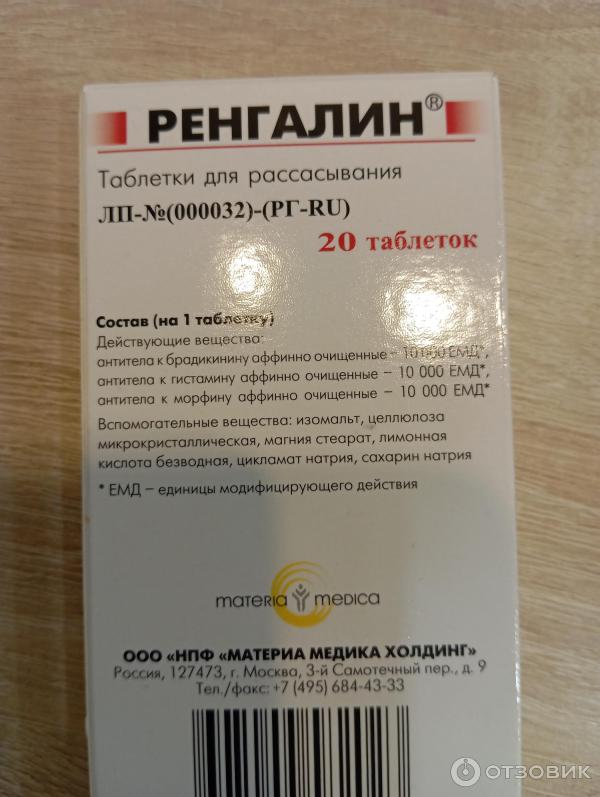 РЕНГАЛИН®
Таблетки для рассасывания
ЛП-№(000032)-(РГ-RU)
20 таблеток
Состав (на 1 таблетку)
Действующие вещества:
антитела к брадикинину аффинно очищенные – 10 000 ЕМД*,
антитела к гистамину аффинно очищенные – 10 000 ЕМД*,
антитела к морфину аффинно очищенные – 10 000 ЕМД*
Вспомогательные вещества: изомальт, целлюлоза
микрокристаллическая, магния стеарат, лимонная
кислота безводная, цикламат натрия, сахарин натрия
* ЕМД – единицы модифицирующего действия
materia medica
ООО «НПФ «МАТЕРИА МЕДИКА ХОЛДИНГ»
Россия, 127473, г. Москва, 3-й Самотечный пер., д. 9
Тел./факс: +7 (495) 684-43-33
ОТЗОВИК